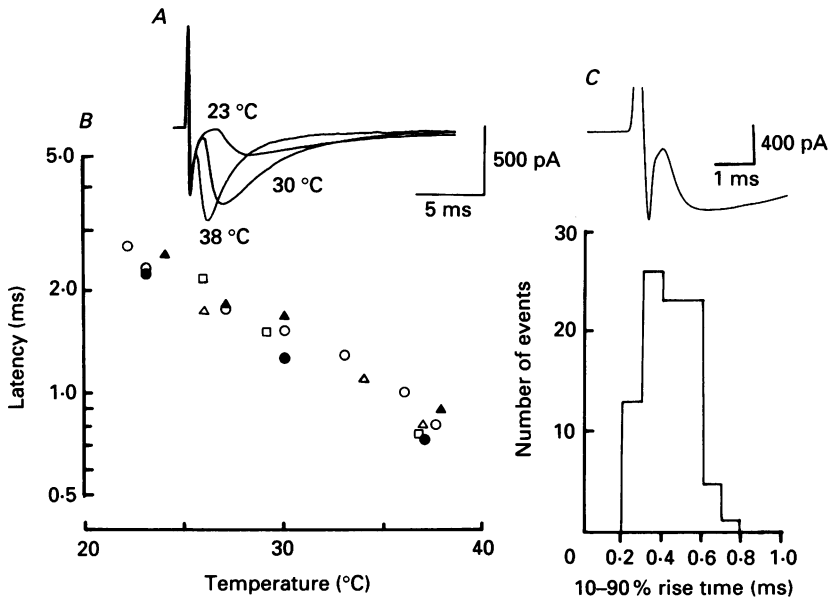 A
23 °C
30 °C
38 °C
500 pA
5 ms
B
5·0
2·0
1·0
0·5
Latency (ms)
20
30
40
Temperature (°C)
C
400 pA
1 ms
30
20
10
Number of events
0
0·2
0·4
0·6
0·8
1·0
10–90% rise time (ms)